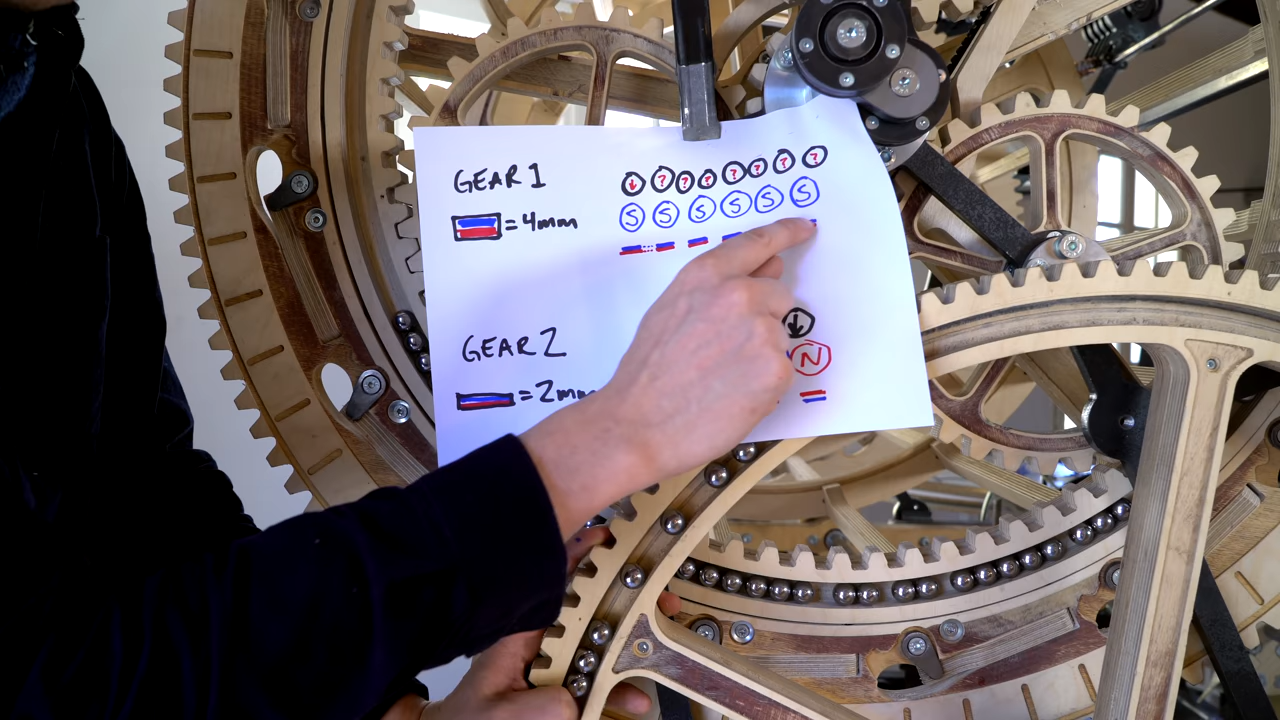 GEAR 1
↓ ? ? ? ? ? ? ?
S S S S S S
= 4mm
GEAR 2
↓
N
= 2mm